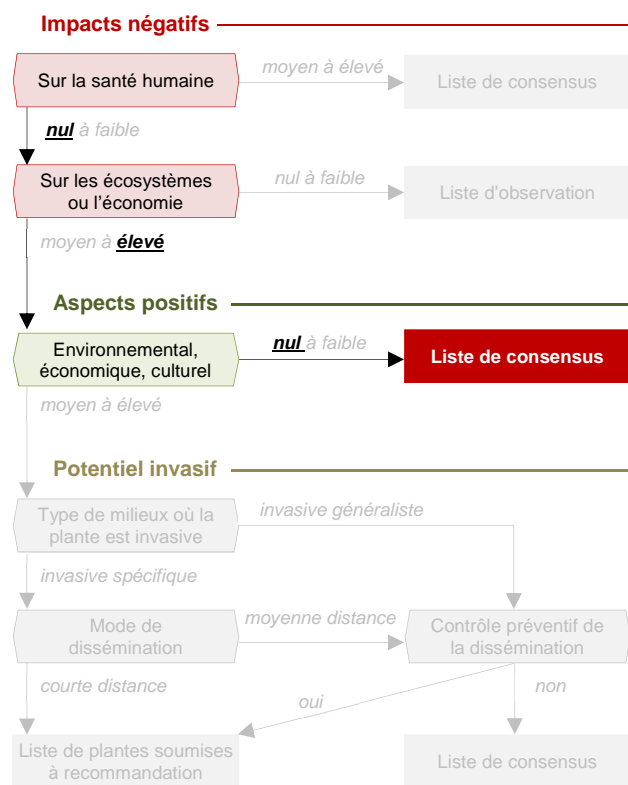 Impacts négatifs
Sur la santé humaine
moyen à élevé
Liste de consensus
nul à faible
Sur les écosystèmes
ou l'économie
nul à faible
Liste d'observation
moyen à élevé
Aspects positifs
Environnemental,
économique, culturel
nul à faible
Liste de consensus
moyen à élevé
Potentiel invasif
Type de milieux où la
plante est invasive
invasive généraliste
invasive spécifique
Mode de
dissémination
moyenne distance
Contrôle préventif de
la dissémination
courte distance
oui
non
Liste de plantes soumises
à recommandation
Liste de consensus